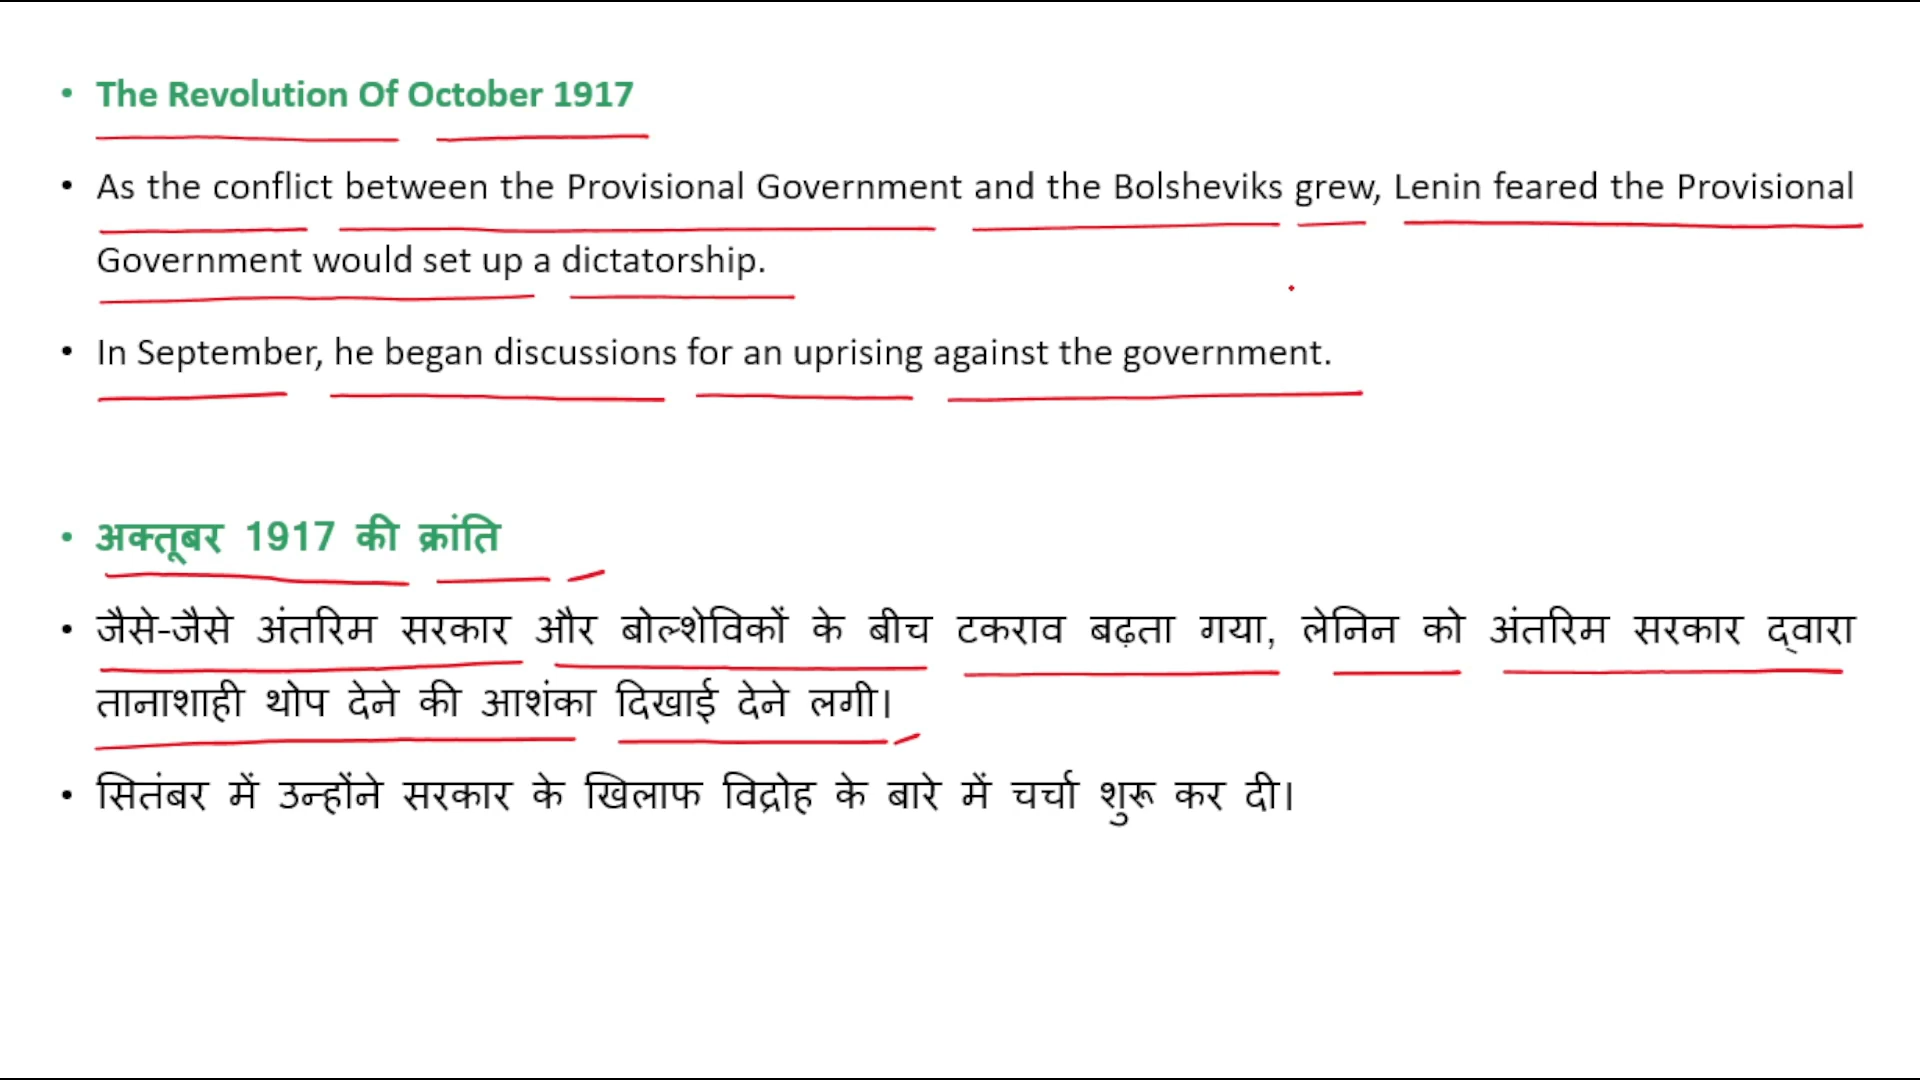 • The Revolution Of October 1917
• As the conflict between the Provisional Government and the Bolsheviks grew, Lenin feared the Provisional
Government would set up a dictatorship.
• In September, he began discussions for an uprising against the government.
• अक्तूबर 1917 की क्रांति
• जैसे-जैसे अंतरिम सरकार और बोल्शेविकों के बीच टकराव बढ़ता गया, लेनिन को अंतरिम सरकार द्वारा
तानाशाही थोप देने की आशंका दिखाई देने लगी।
• सितंबर में उन्होंने सरकार के खिलाफ विद्रोह के बारे में चर्चा शुरू कर दी।